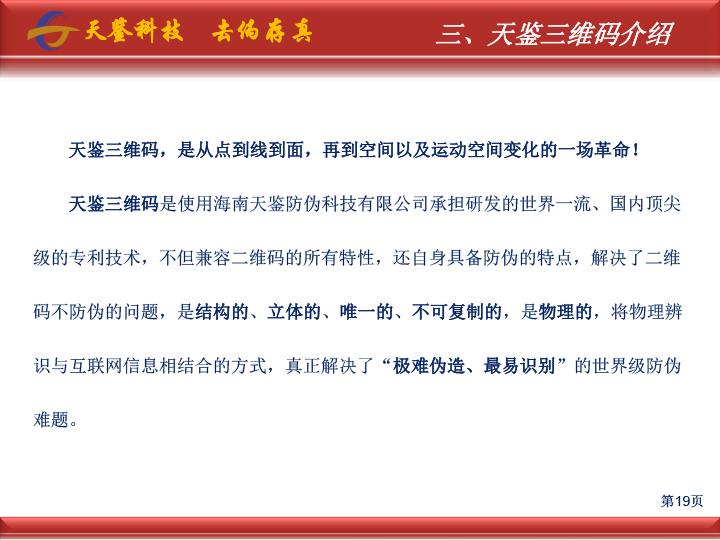 天鉴科技 去伪存真
三、天鉴三维码介绍
天鉴三维码，是从点到线到面，再到空间以及运动空间变化的一场革命！
天鉴三维码是使用海南天鉴防伪科技有限公司承担研发的世界一流、国内顶尖
级的专利技术，不但兼容二维码的所有特性，还自身具备防伪的特点，解决了二维
码不防伪的问题，是结构的、立体的、唯一的、不可复制的，是物理的，将物理辨
识与互联网信息相结合的方式，真正解决了“极难伪造、最易识别”的世界级防伪
难题。
第19页